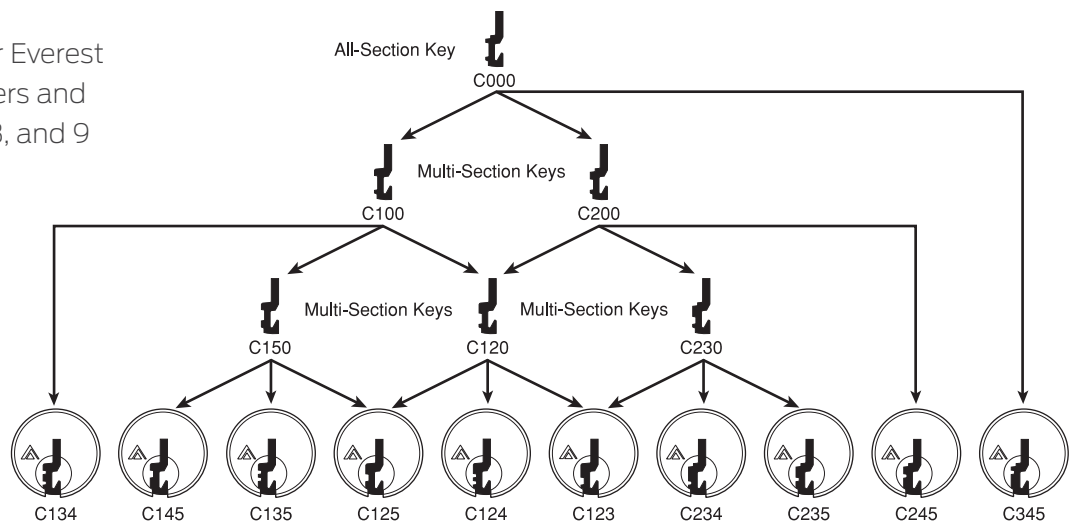 r Everest
ers and
3, and 9
All-Section Key
C000
Multi-Section Keys
C100
C200
Multi-Section Keys
Multi-Section Keys
C150
C120
C230
C134
C145
C135
C125
C124
C123
C234
C235
C245
C345